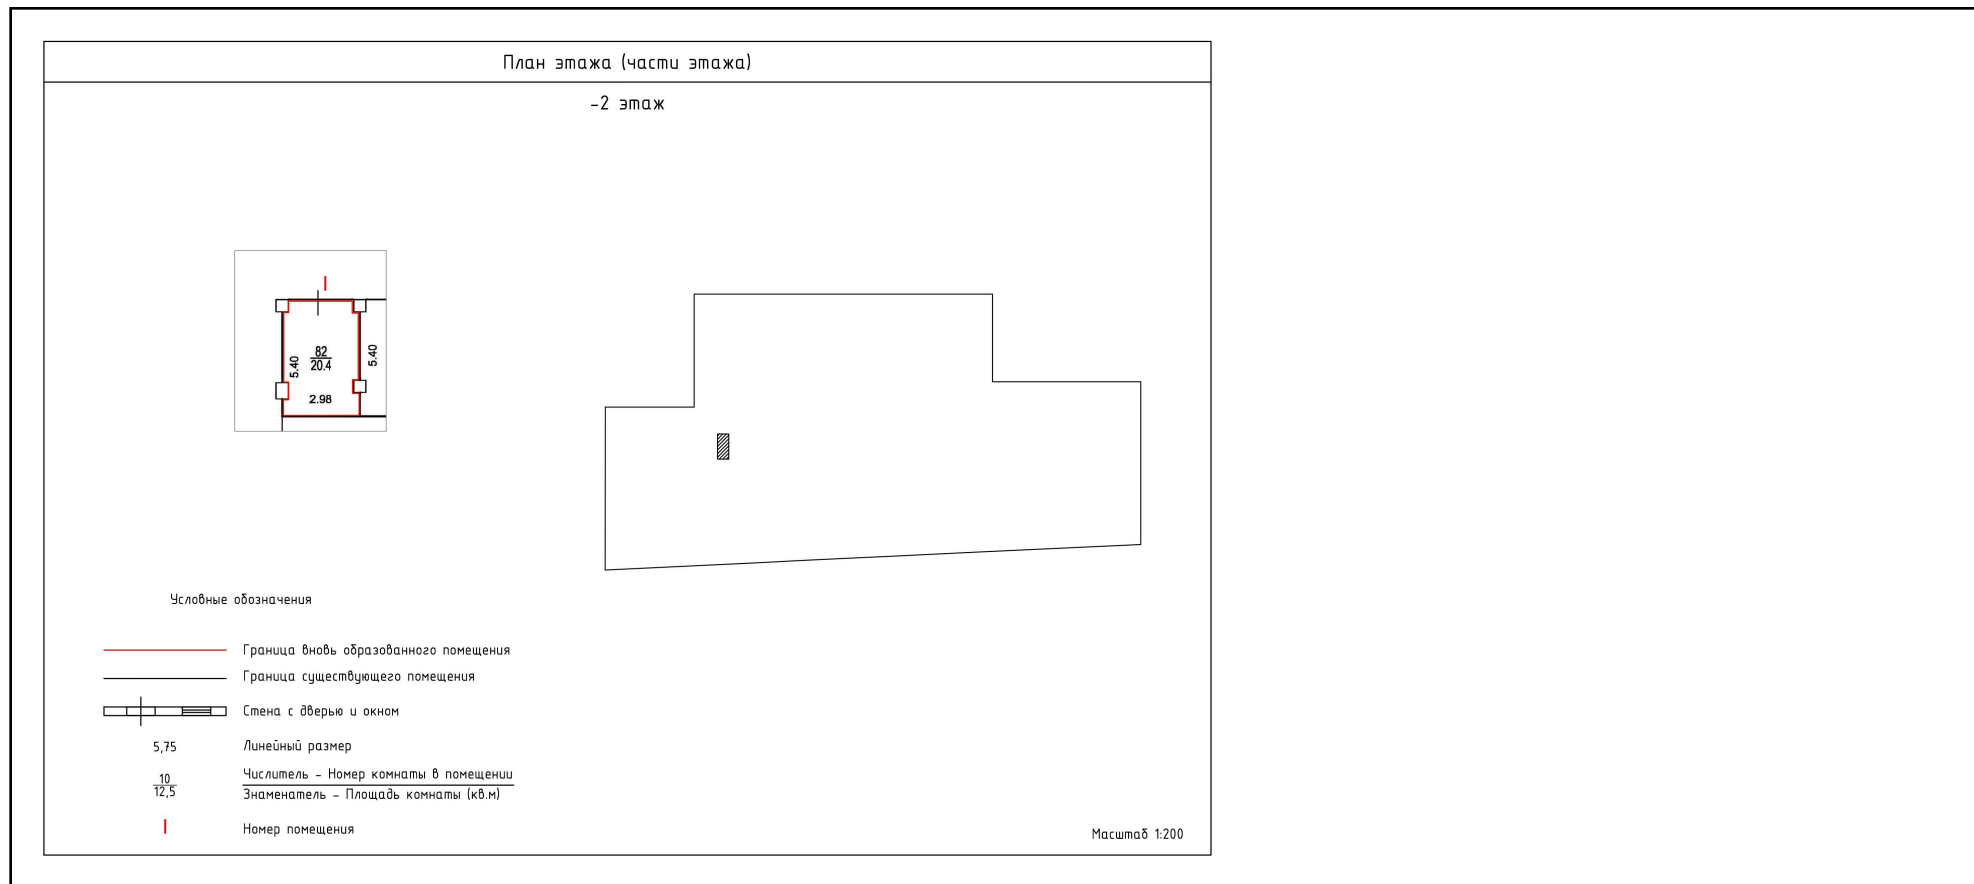 План этажа (части этажа)
-2 этаж
I
82
20.4
5.40
5.40
2.98
Условные обозначения
Граница вновь образованного помещения
Граница существующего помещения
Стена с дверью и окном
5,75 Линейный размер
10 Числитель - Номер комнаты в помещении
12,5 Знаменатель - Площадь комнаты (кв.м)
I Номер помещения
Масштаб 1:200